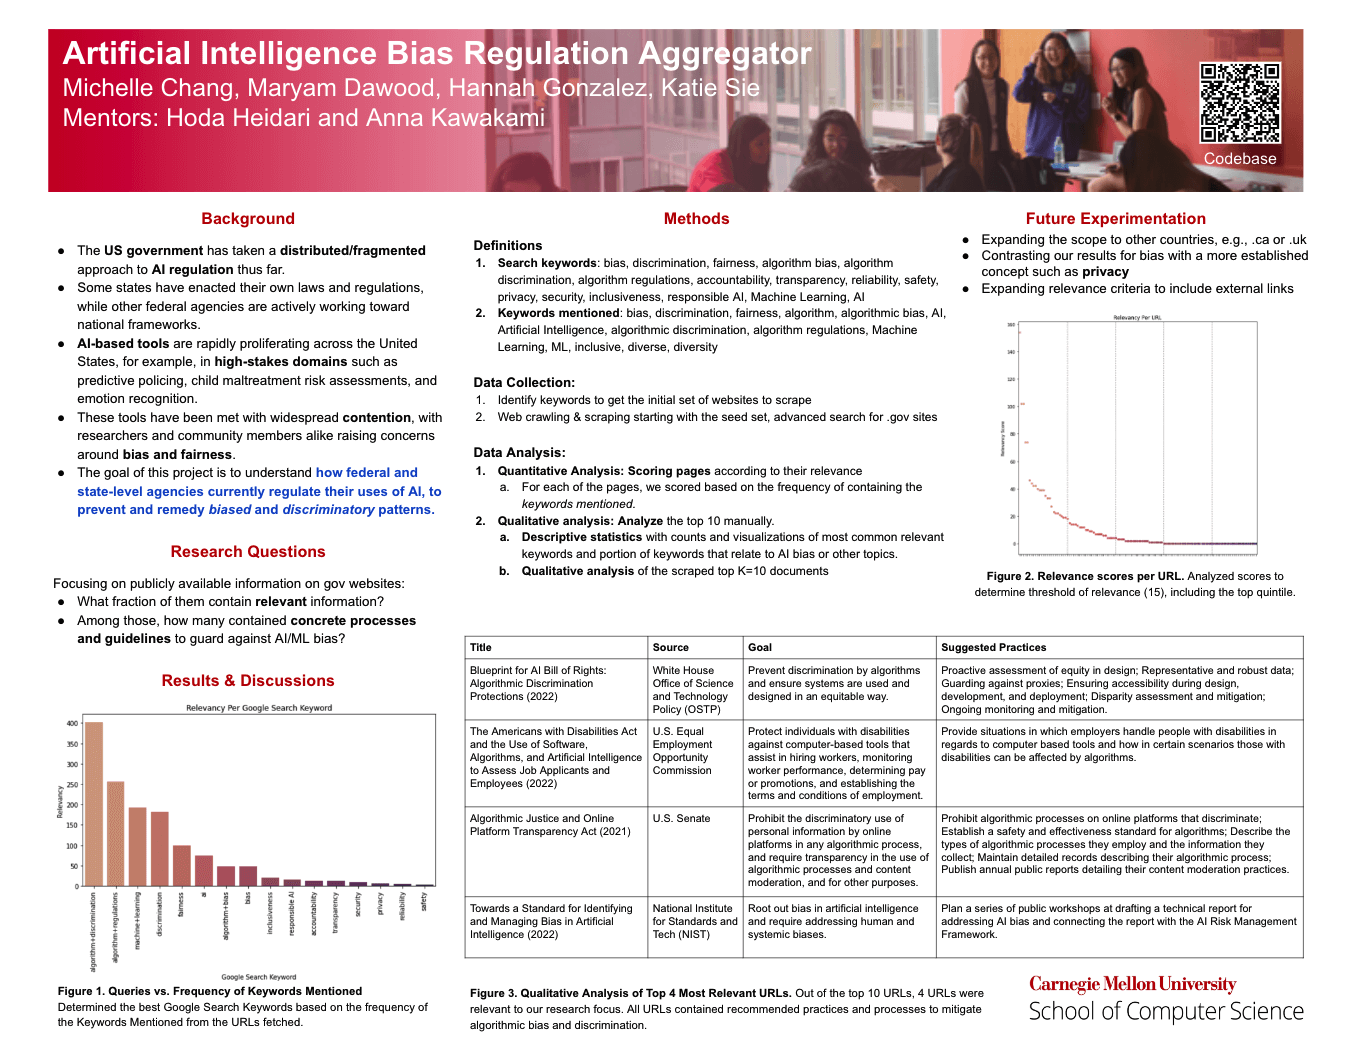 Artificial Intelligence Bias Regulation Aggregator
Michelle Chang, Maryam Dawood, Hannah Gonzalez, Katie Sie
Mentors: Hoda Heidari and Anna Kawakami
Codebase
Background
● The US government has taken a distributed/fragmented
approach to AI regulation thus far.
● Some states have enacted their own laws and regulations,
while other federal agencies are actively working toward
national frameworks.
● AI-based tools are rapidly proliferating across the United
States, for example, in high-stakes domains such as
predictive policing, child maltreatment risk assessments, and
emotion recognition.
● These tools have been met with widespread contention, with
researchers and community members alike raising concerns
around bias and fairness.
● The goal of this project is to understand how federal and
state-level agencies currently regulate their uses of AI, to
prevent and remedy biased and discriminatory patterns.
Research Questions
Focusing on publicly available information on gov websites:
● What fraction of them contain relevant information?
● Among those, how many contained concrete processes
and guidelines to guard against AI/ML bias?
Results & Discussions
Relevancy Per Google Search Keyword
Relevancy
400
350
300
250
200
150
100
50
0
algorithm+discrimination
algorithm+regulations
machine+learning
discrimination
fairness
ai
algorithm+bias
bias
inclusiveness
responsible AI
accountability
transparency
security
privacy
reliability
safety
Google Search Keyword
Figure 1. Queries vs. Frequency of Keywords Mentioned
Determined the best Google Search Keywords based on the frequency of
the Keywords Mentioned from the URLs fetched.
Methods
Definitions
1. Search keywords: bias, discrimination, fairness, algorithm bias, algorithm
discrimination, algorithm regulations, accountability, transparency, reliability, safety,
privacy, security, inclusiveness, responsible AI, Machine Learning, AI
2. Keywords mentioned: bias, discrimination, fairness, algorithm, algorithmic bias, AI,
Artificial Intelligence, algorithmic discrimination, algorithm regulations, Machine
Learning, ML, inclusive, diverse, diversity
Data Collection:
1. Identify keywords to get the initial set of websites to scrape
2. Web crawling & scraping starting with the seed set, advanced search for .gov sites
Data Analysis:
1. Quantitative Analysis: Scoring pages according to their relevance
a. For each of the pages, we scored based on the frequency of containing the
keywords mentioned.
2. Qualitative analysis: Analyze the top 10 manually.
a. Descriptive statistics with counts and visualizations of most common relevant
keywords and portion of keywords that relate to AI bias or other topics.
b. Qualitative analysis of the scraped top K=10 documents
Future Experimentation
● Expanding the scope to other countries, e.g., .ca or .uk
● Contrasting our results for bias with a more established
concept such as privacy
● Expanding relevance criteria to include external links
Relevancy Per URL
Relevancy Score
160
140
120
100
80
60
40
20
0
Figure 2. Relevance scores per URL. Analyzed scores to
determine threshold of relevance (15), including the top quintile.
Title Source Goal Suggested Practices
Blueprint for AI Bill of Rights:
Algorithmic Discrimination
Protections (2022)
White House
Office of Science
and Technology
Policy (OSTP)
Prevent discrimination by algorithms
and ensure systems are used and
designed in an equitable way.
Proactive assessment of equity in design; Representative and robust data;
Guarding against proxies; Ensuring accessibility during design,
development, and deployment; Disparity assessment and mitigation;
Ongoing monitoring and mitigation.
The Americans with Disabilities Act
and the Use of Software,
Algorithms, and Artificial Intelligence
to Assess Job Applicants and
Employees (2022)
U.S. Equal
Employment
Opportunity
Commission
Protect individuals with disabilities
against computer-based tools that
assist in hiring workers, monitoring
worker performance, determining pay
or promotions, and establishing the
terms and conditions of employment.
Provide situations in which employers handle people with disabilities in
regards to computer based tools and how in certain scenarios those with
disabilities can be affected by algorithms.
Algorithmic Justice and Online
Platform Transparency Act (2021)
U.S. Senate
Prohibit the discriminatory use of
personal information by online
platforms in any algorithmic process,
and require transparency in the use of
algorithmic processes and content
moderation, and for other purposes.
Prohibit algorithmic processes on online platforms that discriminate;
Establish a safety and effectiveness standard for algorithms; Describe the
types of algorithmic processes they employ and the information they
collect; Maintain detailed records describing their algorithmic process;
Publish annual public reports detailing their content moderation practices.
Towards a Standard for Identifying
and Managing Bias in Artificial
Intelligence (2022)
National Institute
for Standards and
Tech (NIST)
Root out bias in artificial intelligence
and require addressing human and
systemic biases.
Plan a series of public workshops at drafting a technical report for
addressing AI bias and connecting the report with the AI Risk Management
Framework.
Figure 3. Qualitative Analysis of Top 4 Most Relevant URLs. Out of the top 10 URLs, 4 URLs were
relevant to our research focus. All URLs contained recommended practices and processes to mitigate
algorithmic bias and discrimination.
Carnegie Mellon University
School of Computer Science